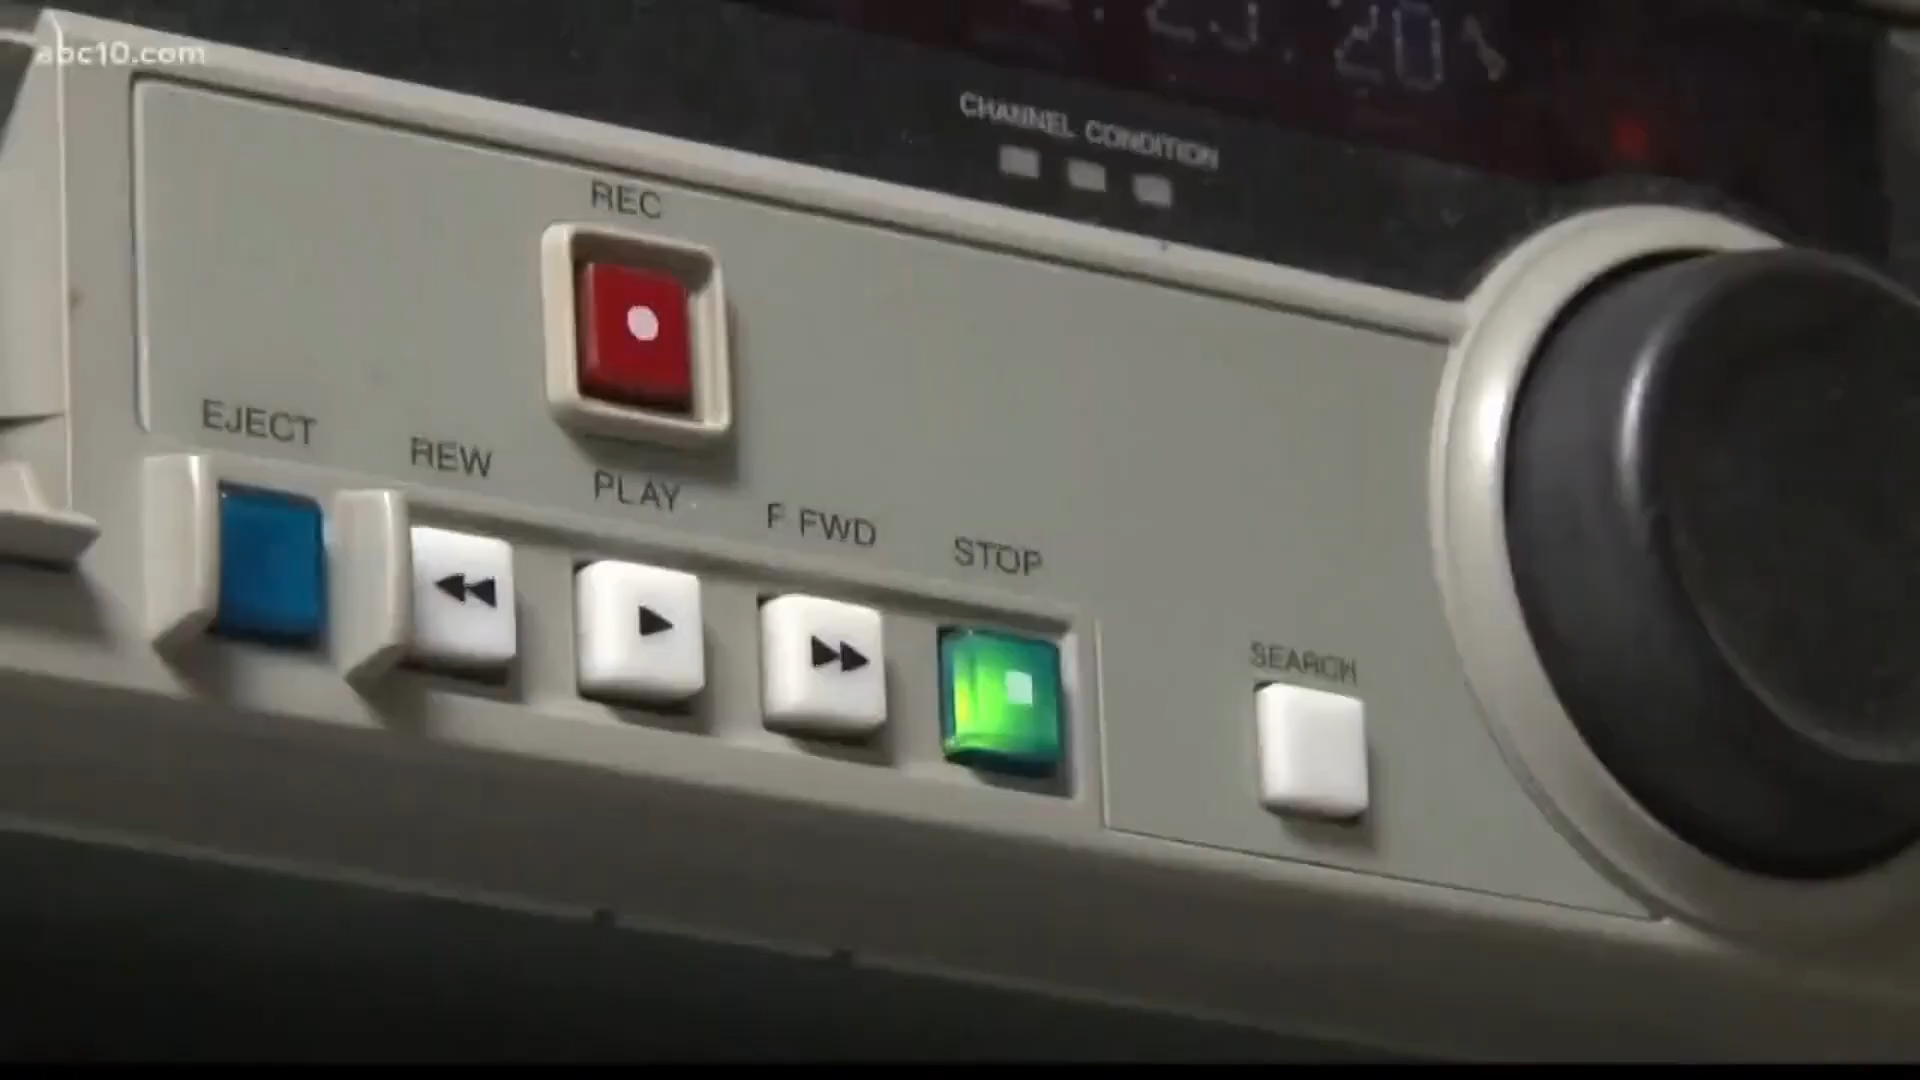 abc10.com
CHANNEL CONDITION
REC
EJECT
REW
PLAY
F FWD
STOP
SEARCH